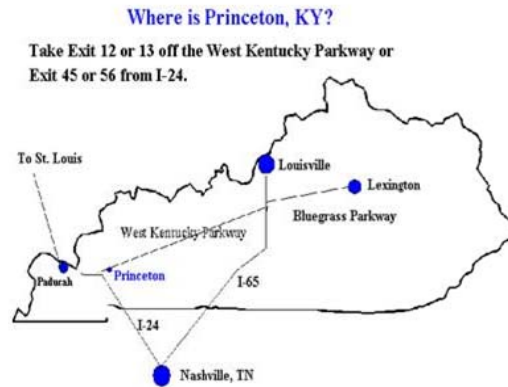 Where is Princeton, KY?
Take Exit 12 or 13 off the West Kentucky Parkway or
Exit 45 or 56 from I-24.
To St. Louis
Louisville
Lexington
West Kentucky Parkway
Bluegrass Parkway
Paducah
Princeton
I-65
I-24
Nashville, TN